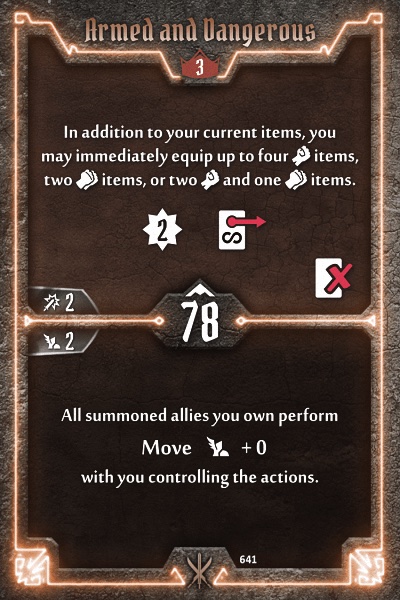 Armed and Dangerous
3
In addition to your current items, you
may immediately equip up to four items,
two items, or two and one items.
2
S
2
78
2
All summoned allies you own perform
Move + 0
with you controlling the actions.
641